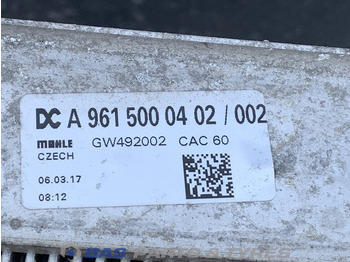 DC A 961 500 04 02 / 002
MAHLE GW492002 CAC 60
CZECH
06.03.17
08:12